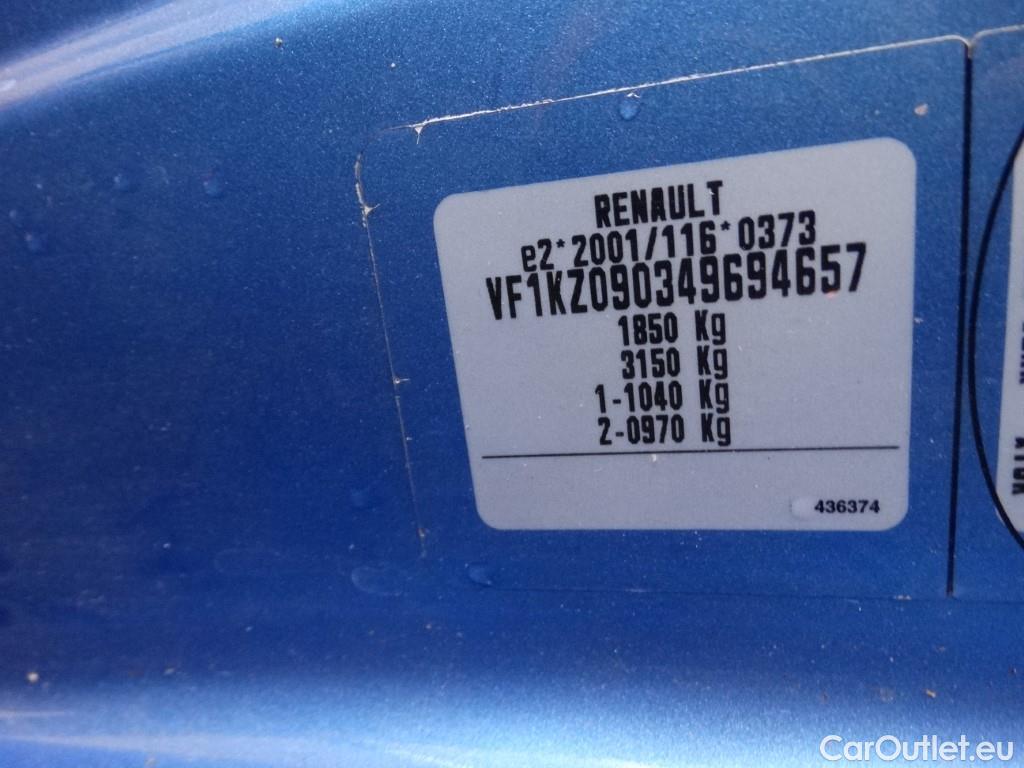 RENAULT
e2*2001/116*0373
VF1KZ090349694657
1850 Kg
3150 Kg
1-1040 Kg
2-0970 Kg
436374
CarOutlet.eu